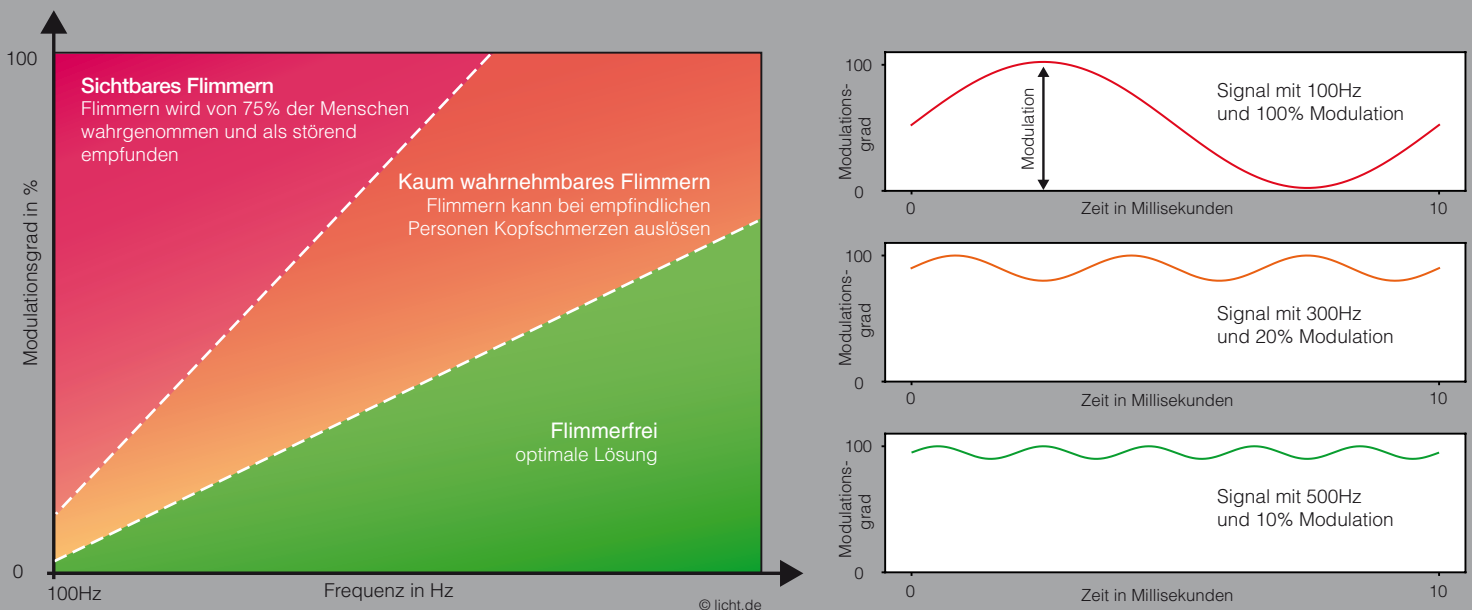 100
Sichtbares Flimmern
Flimmern wird von 75% der Menschen
wahrgenommen und als störend
empfunden
Kaum wahrnehmbares Flimmern
Flimmern kann bei empfindlichen
Personen Kopfschmerzen auslösen
Flimmerfrei
optimale Lösung
Modulationsgrad in %
0
100Hz
Frequenz in Hz
© licht.de
100
Modulations-
grad
0
Modulation
Signal mit 100Hz
und 100% Modulation
0
Zeit in Millisekunden
10
100
Modulations-
grad
0
Signal mit 300Hz
und 20% Modulation
0
Zeit in Millisekunden
10
100
Modulations-
grad
0
Signal mit 500Hz
und 10% Modulation
0
Zeit in Millisekunden
10